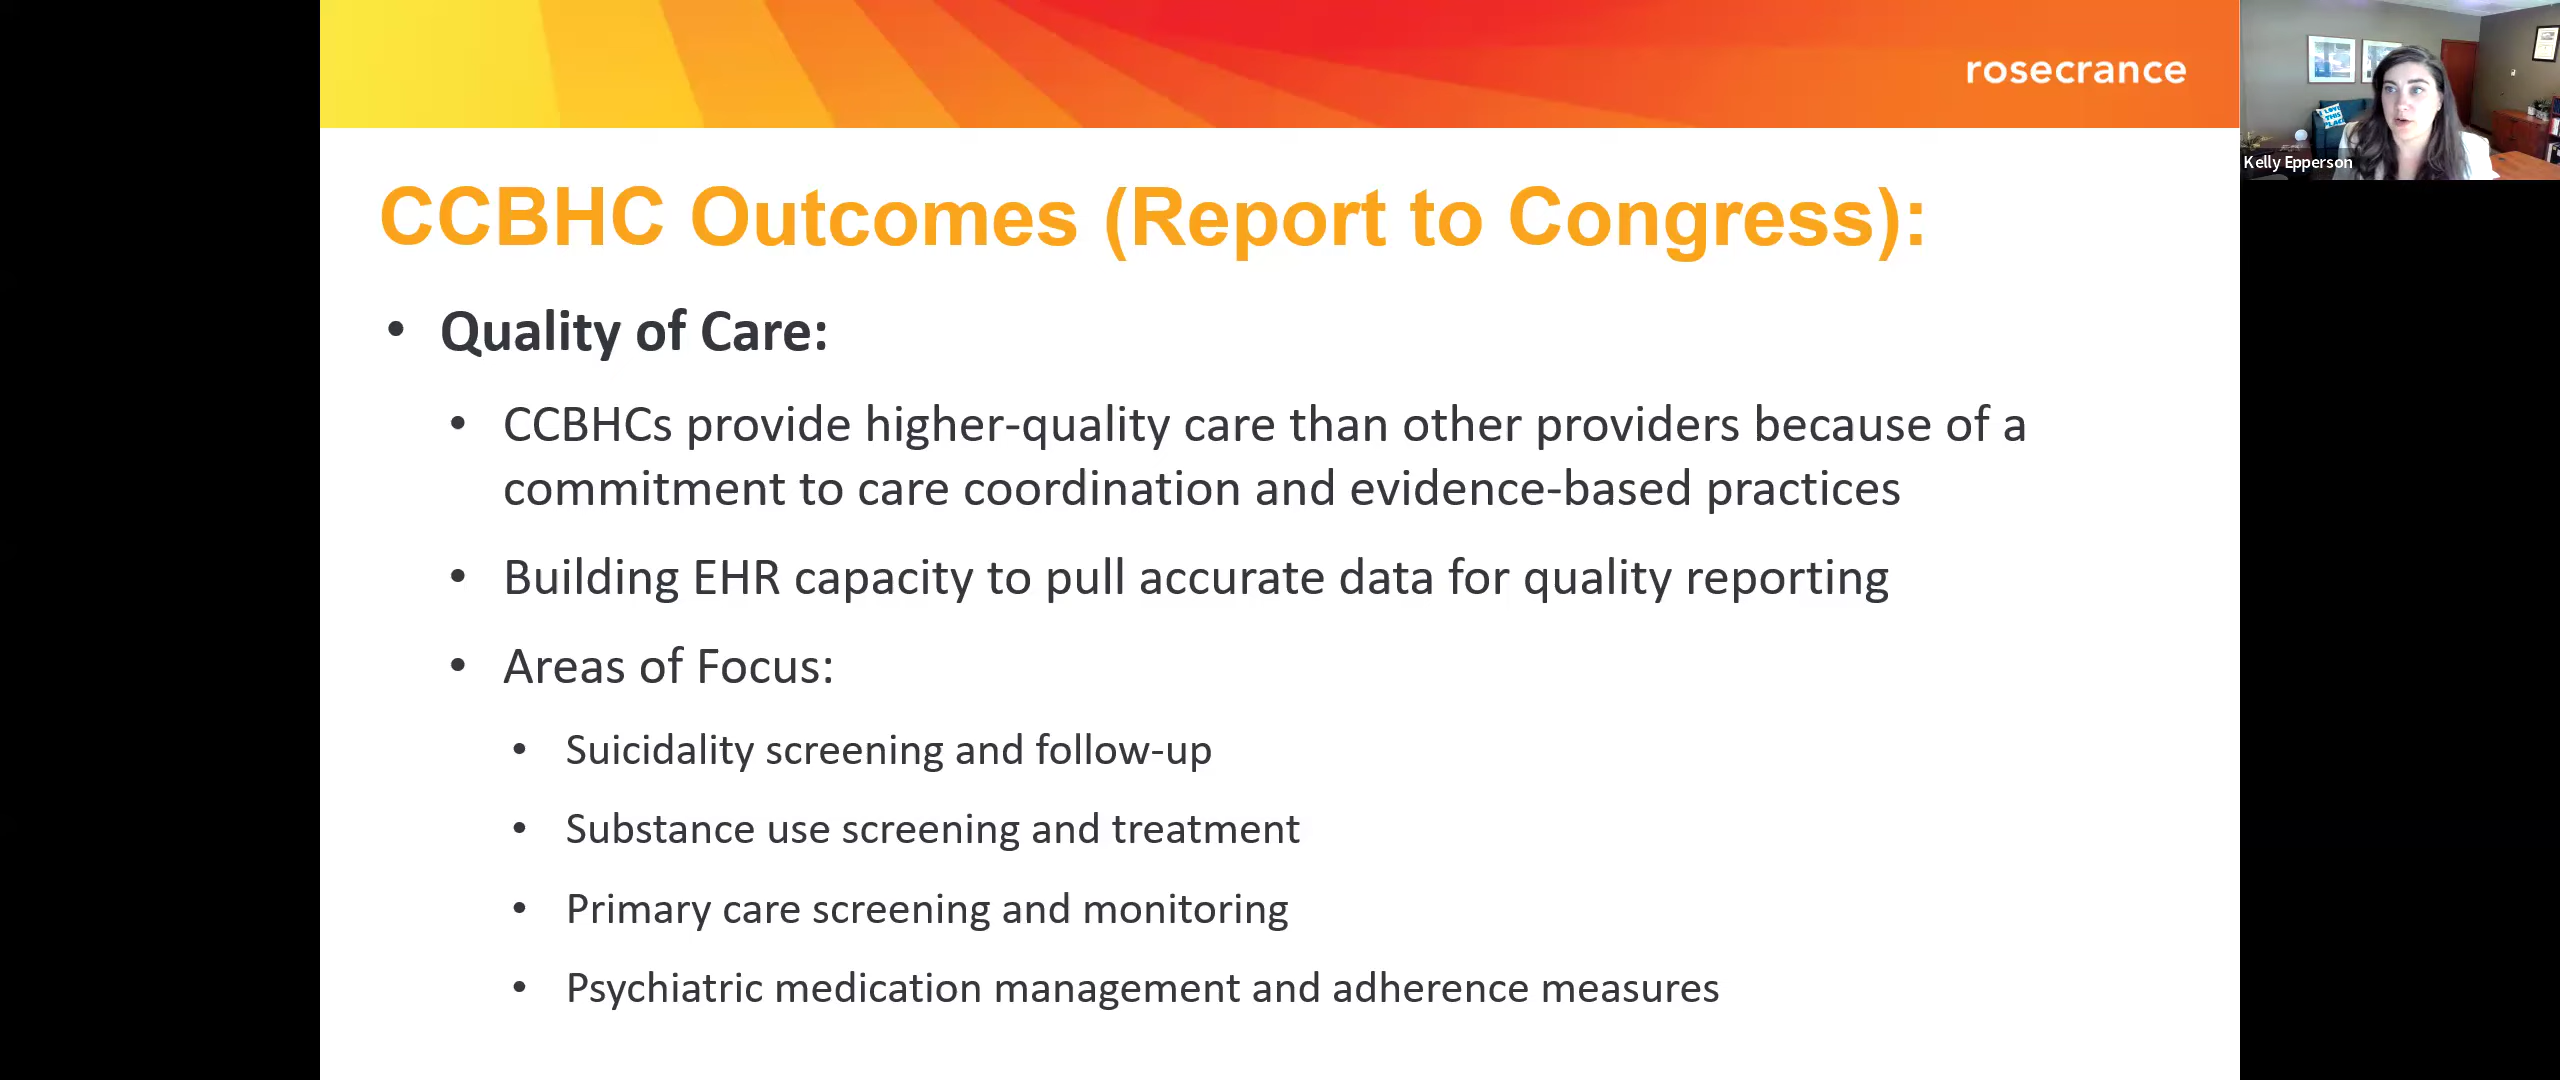 rosecrance
Kelly Epperson
CCBHC Outcomes (Report to Congress):
• Quality of Care:
• CCBHCs provide higher-quality care than other providers because of a
commitment to care coordination and evidence-based practices
• Building EHR capacity to pull accurate data for quality reporting
• Areas of Focus:
• Suicidality screening and follow-up
• Substance use screening and treatment
• Primary care screening and monitoring
• Psychiatric medication management and adherence measures